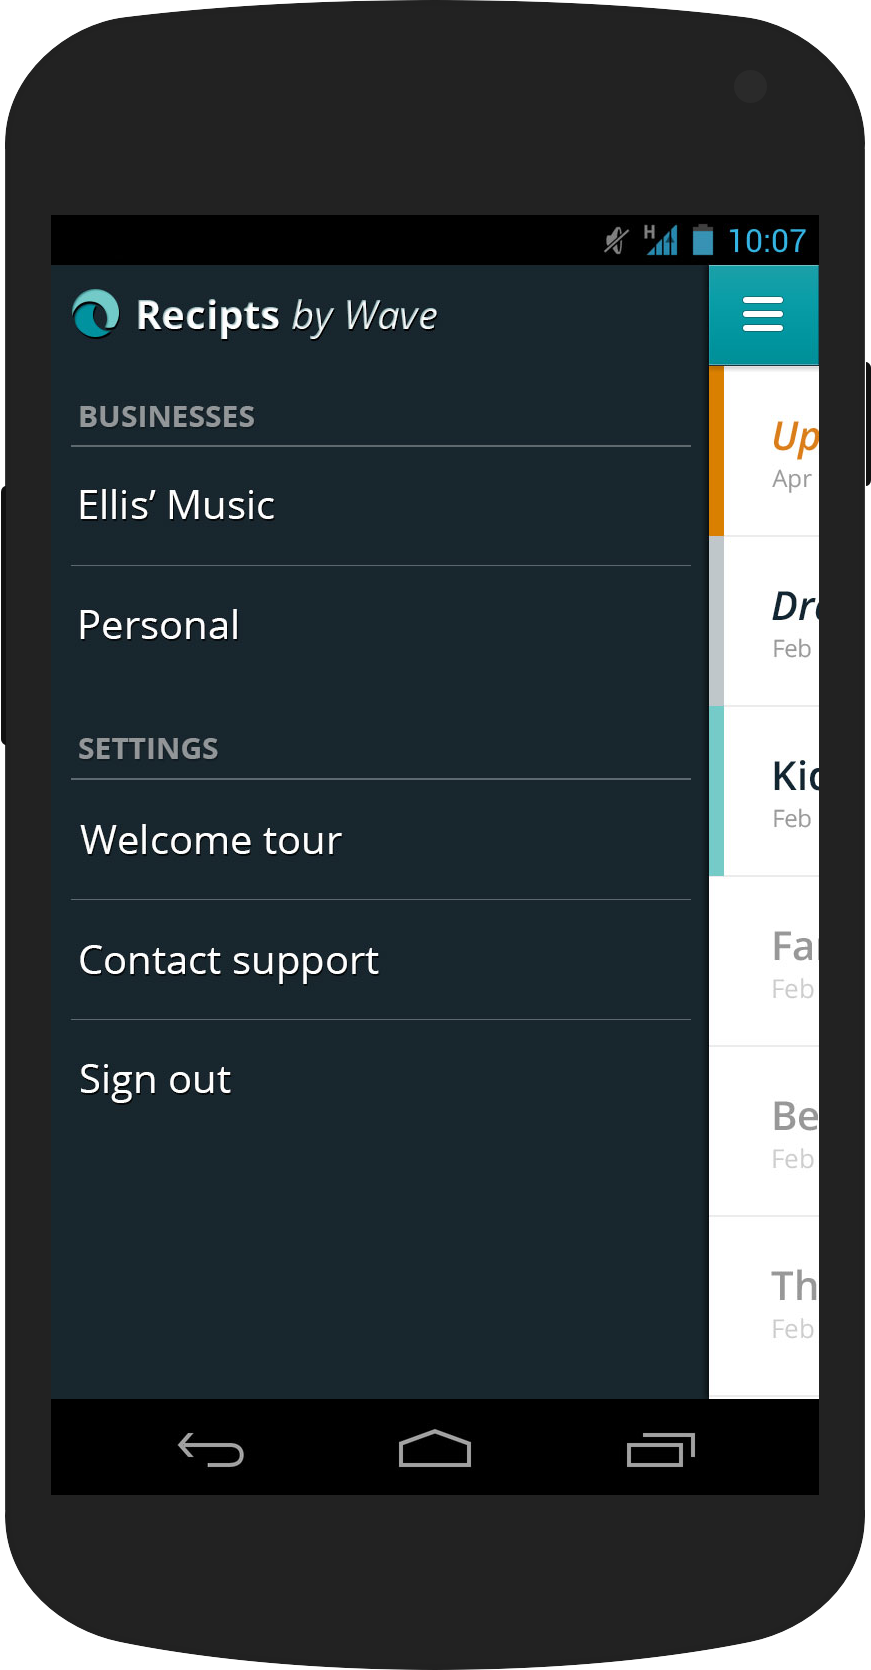 H
10:07
Recipts by Wave
BUSINESSES
Ellis’ Music
Personal
SETTINGS
Welcome tour
Contact support
Sign out
Up
Apr
Dr
Feb
Kic
Feb
Far
Feb
Be
Feb
Th
Feb